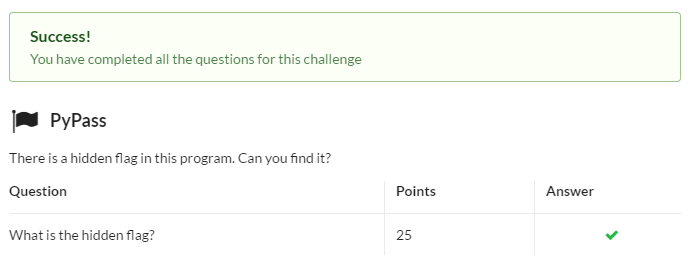 Success!
You have completed all the questions for this challenge
PyPass
There is a hidden flag in this program. Can you find it?
Question Points Answer
What is the hidden flag? 25